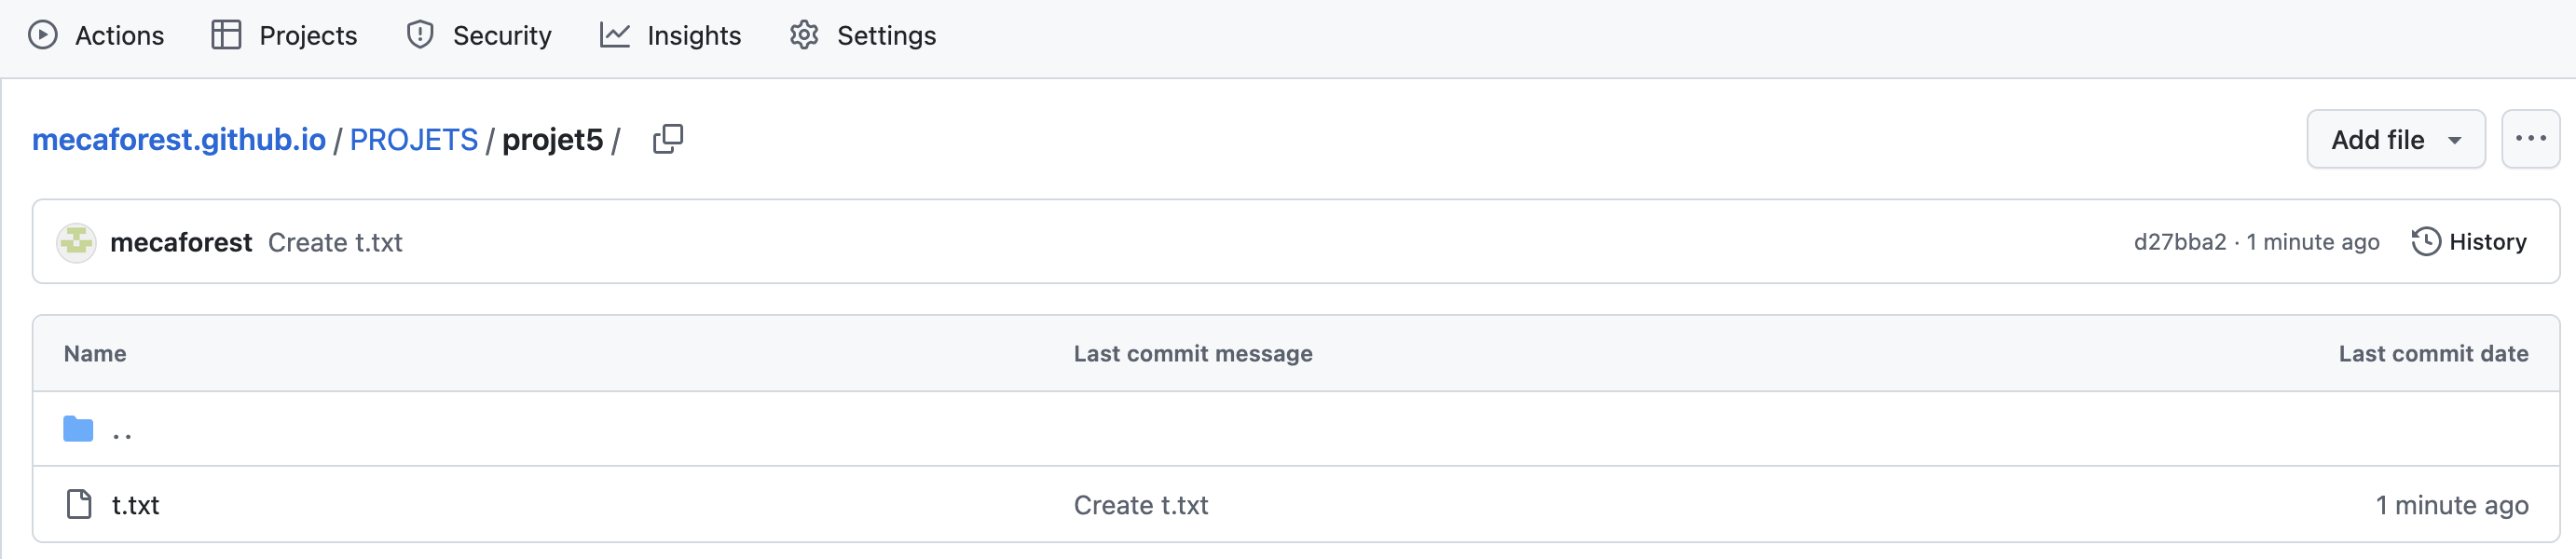 Actions Projects Security Insights Settings
mecaforest.github.io / PROJETS / projet5 /
Add file
mecaforest Create t.txt
d27bba2 · 1 minute ago History
Name Last commit message Last commit date
..
t.txt Create t.txt 1 minute ago